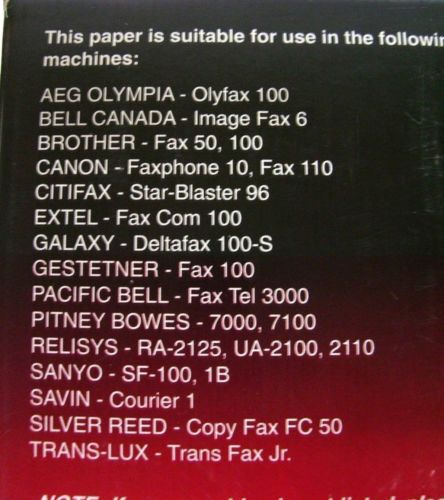 This paper is suitable for use in the
machines:
AEG OLYMPIA - Olyfax 100
BELL CANADA - Image Fax 6
BROTHER - Fax 50, 100
CANON - Faxphone 10, Fax 110
CITIFAX - Star-Blaster 96
EXTEL - Fax Com 100
GALAXY - Deltafax 100-S
GESTETNER - Fax 100
PACIFIC BELL - Fax Tel 3000
PITNEY BOWES - 7000, 7100
RELISYS - RA-2125, UA-2100, 2110
SANYO - SF-100, 1B
SAVIN - Courier 1
SILVER REED - Copy Fax FC 50
TRANS-LUX - Trans Fax Jr.